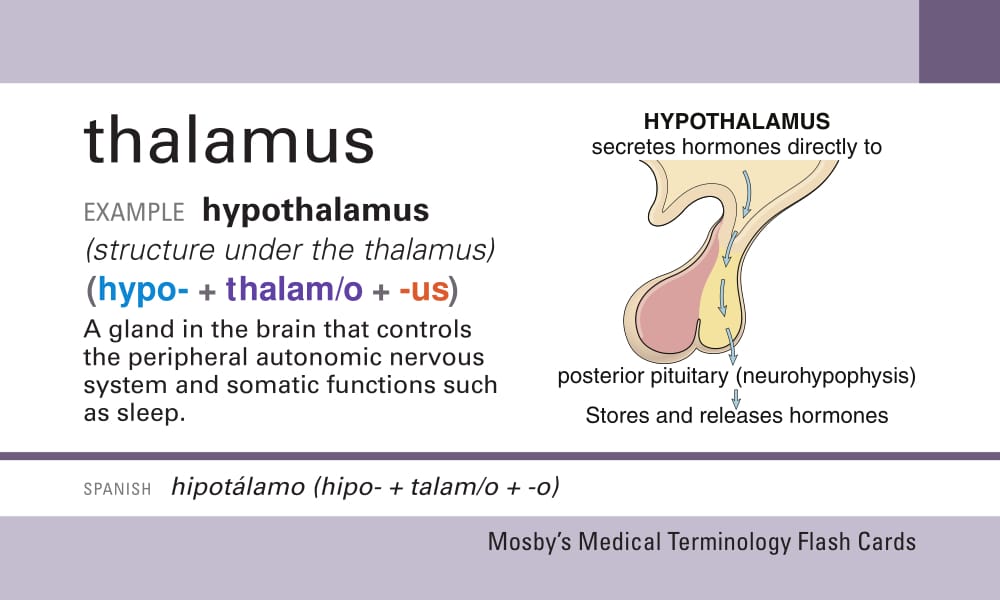 thalamus
EXAMPLE hypothalamus
(structure under the thalamus)
(hypo- + thalam/o + -us)
A gland in the brain that controls
the peripheral autonomic nervous
system and somatic functions such
as sleep.
HYPOTHALAMUS
secretes hormones directly to
posterior pituitary (neurohypophysis)
Stores and releases hormones
SPANISH hipotálamo (hipo- + talam/o + -o)
Mosby's Medical Terminology Flash Cards